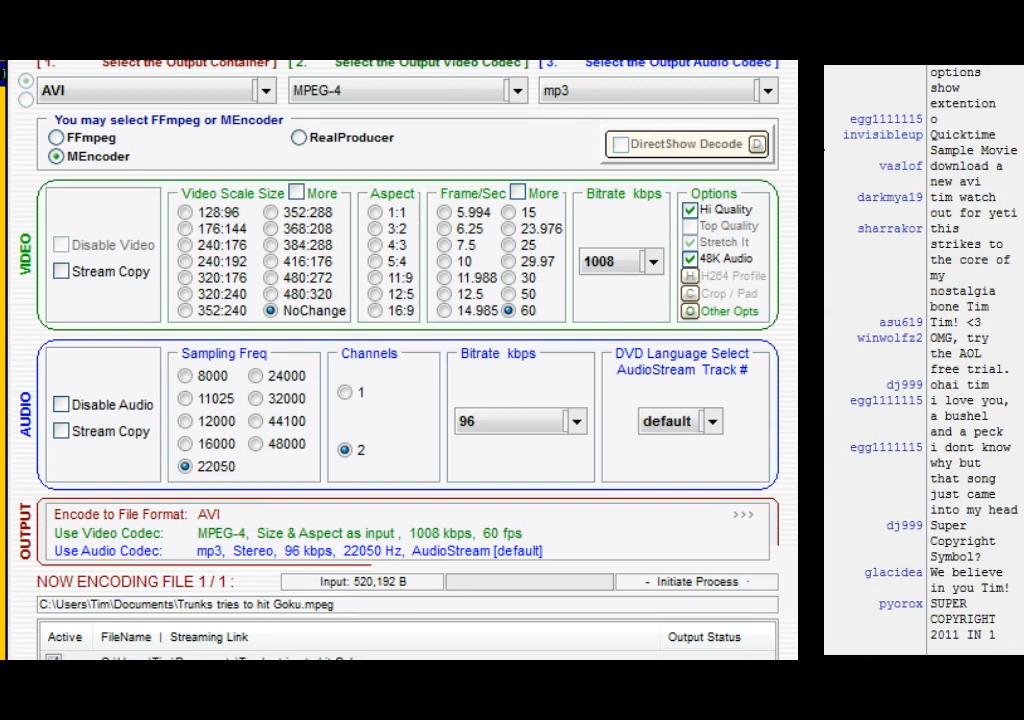 [ 1. Select the Output Container ] [ 2. Select the Output Video Codec ] [ 3. Select the Output Audio Codec ]
AVI MPEG-4 mp3
You may select FFmpeg or MEncoder
FFmpeg RealProducer
MEncoder
DirectShow Decode D
VIDEO
Disable Video
Stream Copy
Video Scale Size More
128:96 352:288
176:144 368:208
240:176 384:288
240:192 416:176
320:176 480:272
320:240 480:320
352:240 NoChange
Aspect
1:1
3:2
4:3
5:4
11:9
12:5
16:9
Frame/Sec More
5.994 15
6.25 23.976
7.5 25
10 29.97
11.988 30
12.5 50
14.985 60
Bitrate kbps
1008
Options
Hi Quality
Top Quality
Stretch It
48K Audio
H H264 Profile
C Crop / Pad
O Other Opts
AUDIO
Disable Audio
Stream Copy
Sampling Freq
8000 24000
11025 32000
12000 44100
16000 48000
22050
Channels
1
2
Bitrate kbps
96
DVD Language Select
AudioStream Track #
default
OUTPUT
Encode to File Format: AVI >>>
Use Video Codec: MPEG-4, Size & Aspect as input , 1008 kbps, 60 fps
Use Audio Codec: mp3, Stereo, 96 kbps, 22050 Hz, AudioStream [default]
NOW ENCODING FILE 1 / 1 : Input: 520,192 B - Initiate Process -
C:\Users\Tim\Documents\Trunks tries to hit Goku.mpeg
Active FileName | Streaming Link Output Status
options
show
extention
egg1111115 o
invisibleup Quicktime
Sample Movie
vaslof download a
new avi
darkmya19 tim watch
out for yeti
sharrakor this
strikes to
the core of
my
nostalgia
bone Tim
asu619 Tim! <3
winwolfz2 OMG, try
the AOL
free trial.
dj999 ohai tim
egg1111115 i love you,
a bushel
and a peck
egg1111115 i dont know
why but
that song
just came
into my head
dj999 Super
Copyright
Symbol?
glacidea We believe
in you Tim!
pyorox SUPER
COPYRIGHT
2011 IN 1